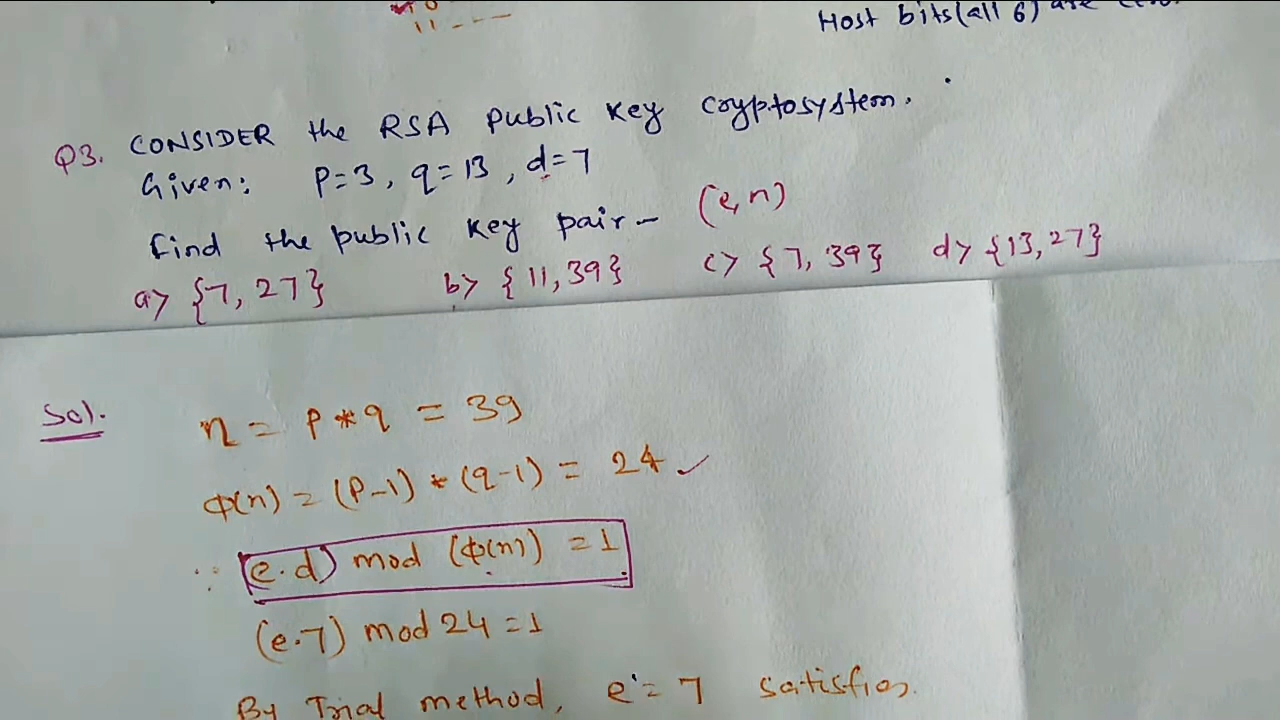 11 - - -
Host bits (all 6) are
Q3. CONSIDER the RSA Public Key cryptosystem.
Given: P=3, q=13, d=7
Find the public key pair - (e, n)
a> {7, 27} b> {11, 39} c> {7, 39} d> {13, 27}
Sol.
n = P * q = 39
Φ(n) = (P-1) * (q-1) = 24 ✓
∵ (e.d) mod (Φ(n)) = 1
(e.7) mod 24 = 1
By Trial method, e = 7 satisfies.